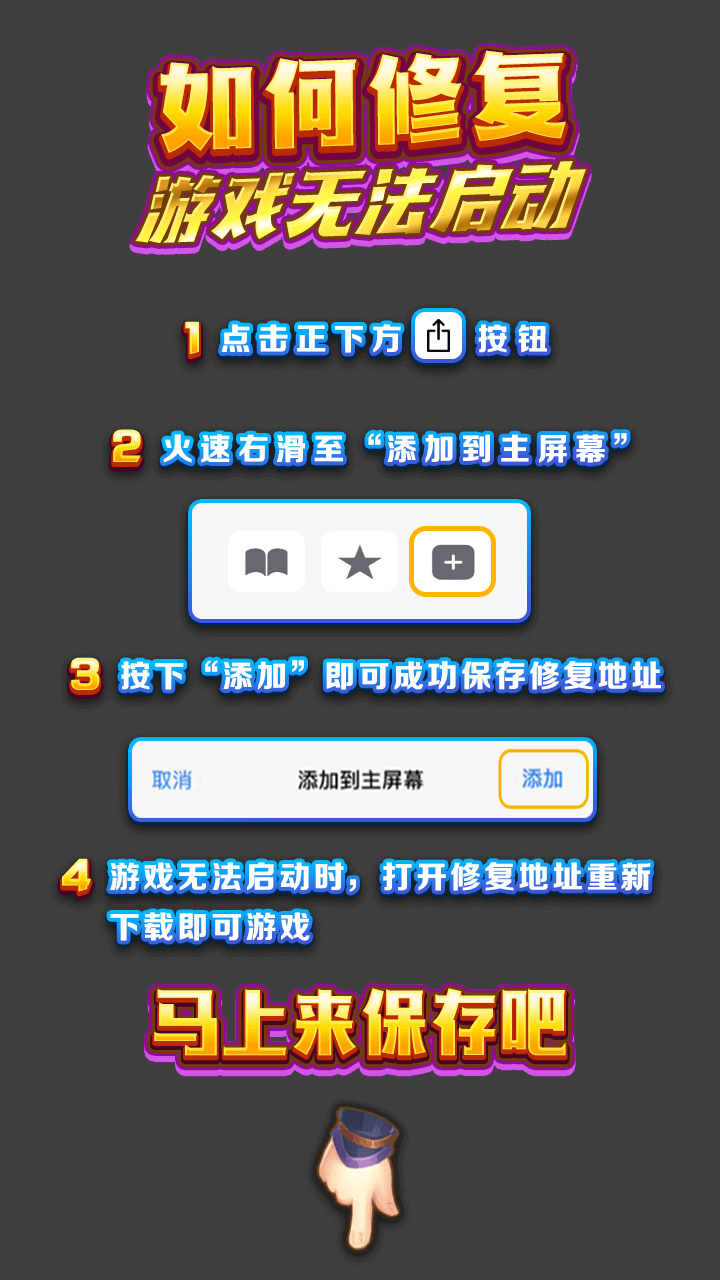 如何修复
游戏无法启动
1 点击正下方 按钮
2 火速右滑至“添加到主屏幕”
3 按下“添加”即可成功保存修复地址
取消 添加到主屏幕 添加
4 游戏无法启动时，打开修复地址重新
下载即可游戏
马上来保存吧